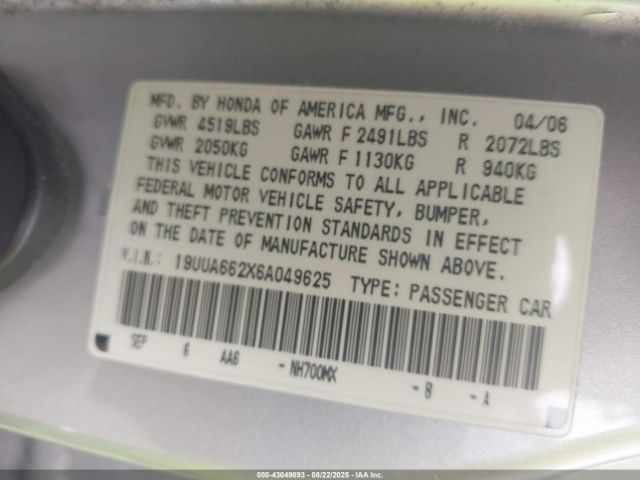 MFD. BY HONDA OF AMERICA MFG., INC. 04/06
GVWR 4519LBS GAWR F 2491LBS R 2072LBS
GVWR 2050KG GAWR F 1130KG R 940KG
THIS VEHICLE CONFORMS TO ALL APPLICABLE
FEDERAL MOTOR VEHICLE SAFETY, BUMPER,
AND THEFT PREVENTION STANDARDS IN EFFECT
ON THE DATE OF MANUFACTURE SHOWN ABOVE.
V.I.N.: 19UUA662X6A049625 TYPE: PASSENGER CAR
SEP 6 AA6 - NH700MX - B - A
000-43049893 - 08/22/2025 - IAA Inc.